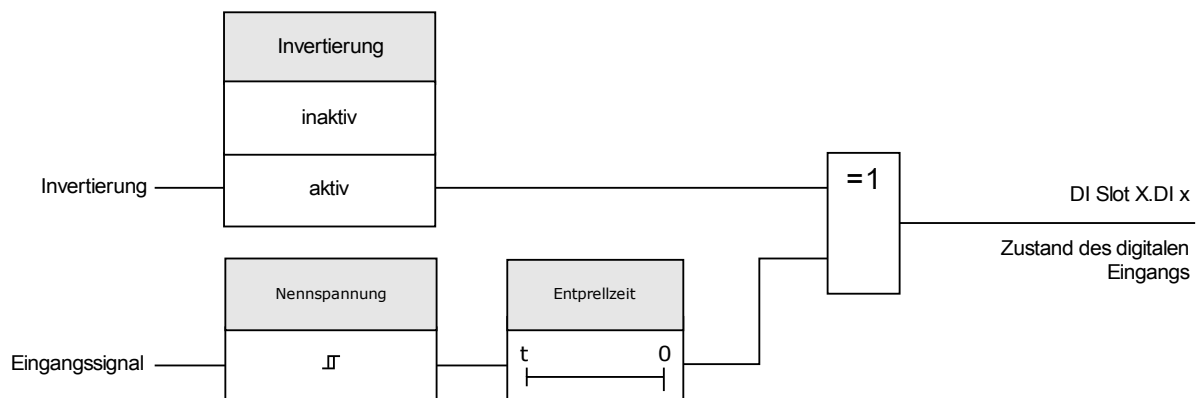 Invertierung
inaktiv
Invertierung
aktiv
=1
DI Slot X.DI x
Zustand des digitalen
Eingangs
Nennspannung
Entprellzeit
Eingangssignal
t
0